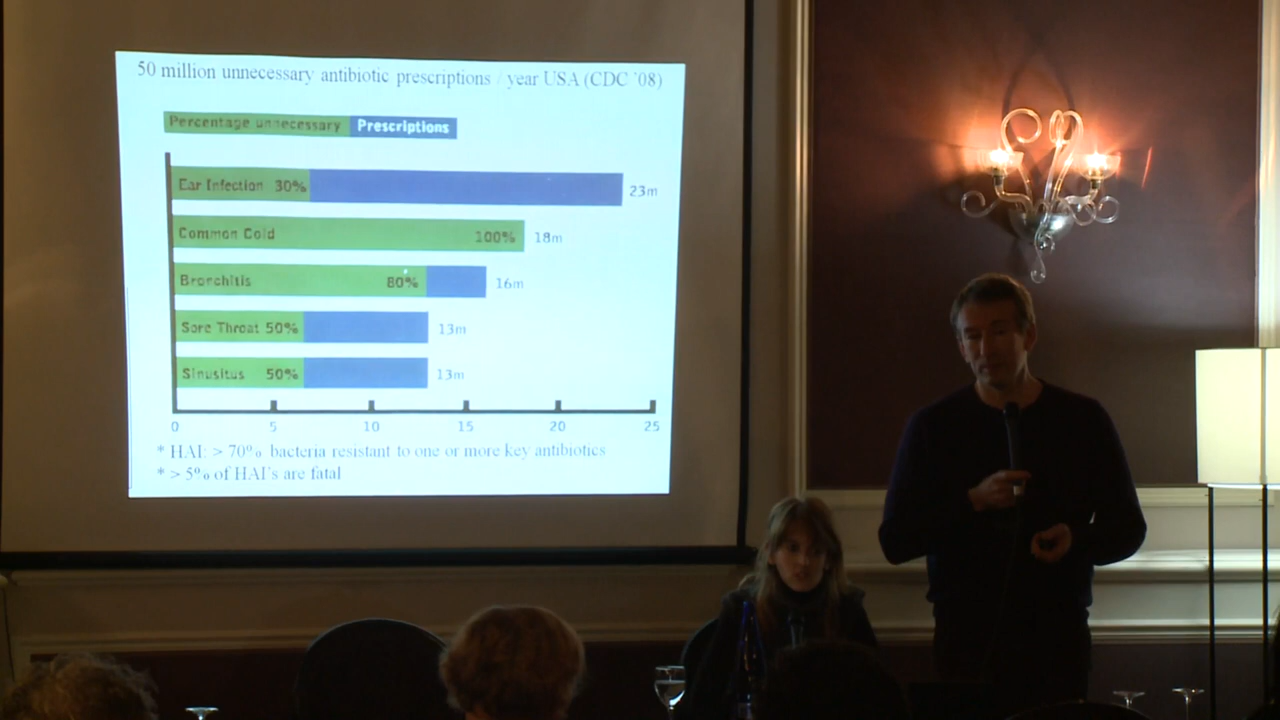 50 million unnecessary antibiotic prescriptions / year USA (CDC `08)
Percentage unnecessary Prescriptions
Ear Infection 30% 23m
Common Cold 100% 18m
Bronchitis 80% 16m
Sore Throat 50% 13m
Sinusitus 50% 13m
0 5 10 15 20 25
* HAI: > 70% bacteria resistant to one or more key antibiotics
* > 5% of HAI's are fatal